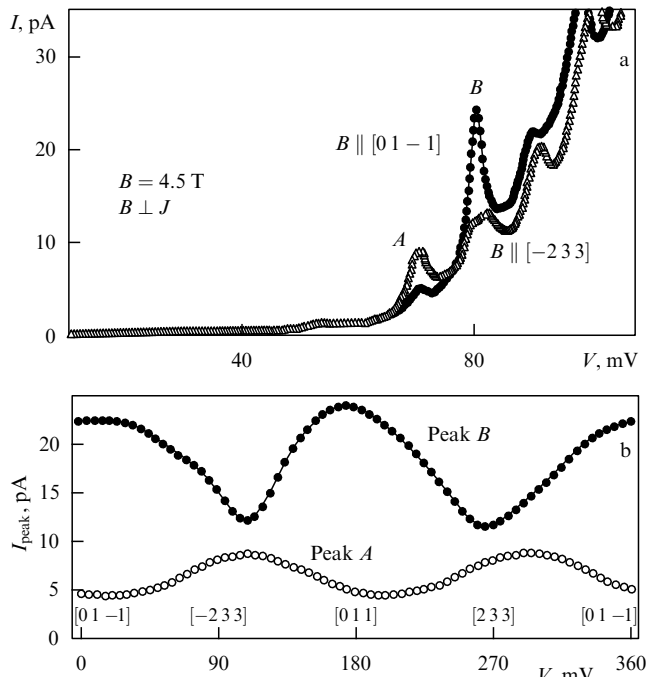 I, pA
30
a
B
B ∥ [0 1 −1]
20
B = 4.5 T
B ⊥ J
A
10
B ∥ [−2 3 3]
0
40
80
V, mV
b
20
Peak B
15
I_peak, pA
10
Peak A
5
[0 1 −1]
[−2 3 3]
[0 1 1]
[2 3 3]
[0 1 −1]
0
0
90
180
270
360
V, mV